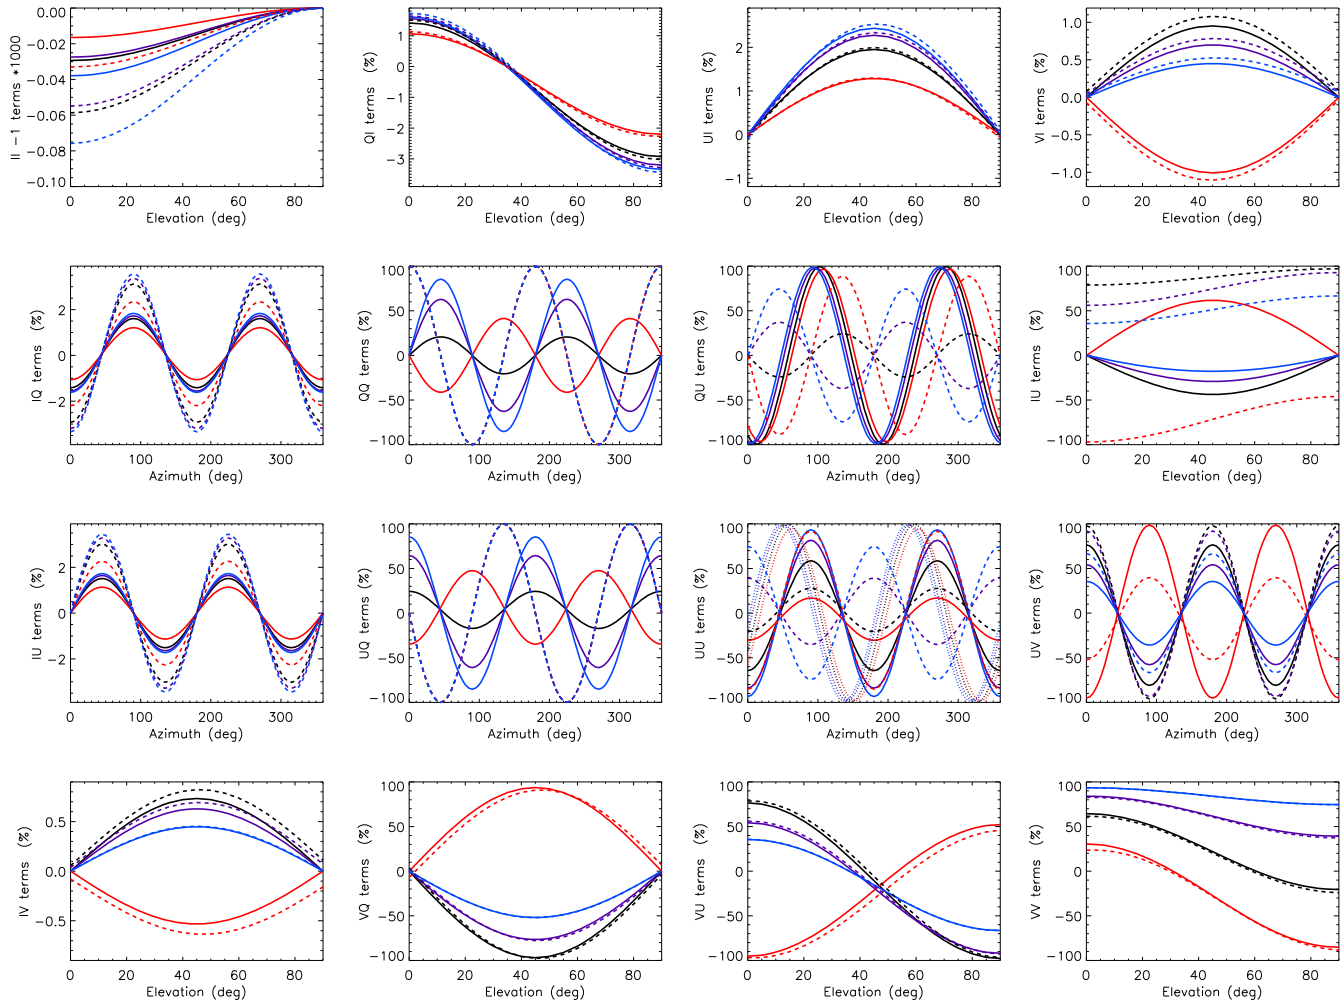 0.00 1 2 1.0
−0.02 0 1 0.5
−0.04 −1 0 0.0
−0.06 −2 −1 −0.5
−0.08 −3 −1.0
−0.10
II −1 terms *1000 QI terms (%) UI terms (%) VI terms (%)
0 20 40 60 80 0 20 40 60 80 0 20 40 60 80 0 20 40 60 80
Elevation (deg) Elevation (deg) Elevation (deg) Elevation (deg)
2 100 100 100
0 50 50 50
−2 0 0 0
−50 −50 −50
−100 −100 −100
IQ terms (%) QQ terms (%) QU terms (%) IU terms (%)
0 100 200 300 0 100 200 300 0 100 200 300 0 20 40 60 80
Azimuth (deg) Azimuth (deg) Azimuth (deg) Elevation (deg)
2 100 100 100
0 50 50 50
−2 0 0 0
−50 −50 −50
−100 −100 −100
IU terms (%) UQ terms (%) UU terms (%) UV terms (%)
0 100 200 300 0 100 200 300 0 100 200 300 0 100 200 300
Azimuth (deg) Azimuth (deg) Azimuth (deg) Azimuth (deg)
0.5 100 100 100
0.0 50 50 50
−0.5 0 0 0
−50 −50 −50
−100 −100 −100
IV terms (%) VQ terms (%) VU terms (%) VV terms (%)
0 20 40 60 80 0 20 40 60 80 0 20 40 60 80 0 20 40 60 80
Elevation (deg) Elevation (deg) Elevation (deg) Elevation (deg)